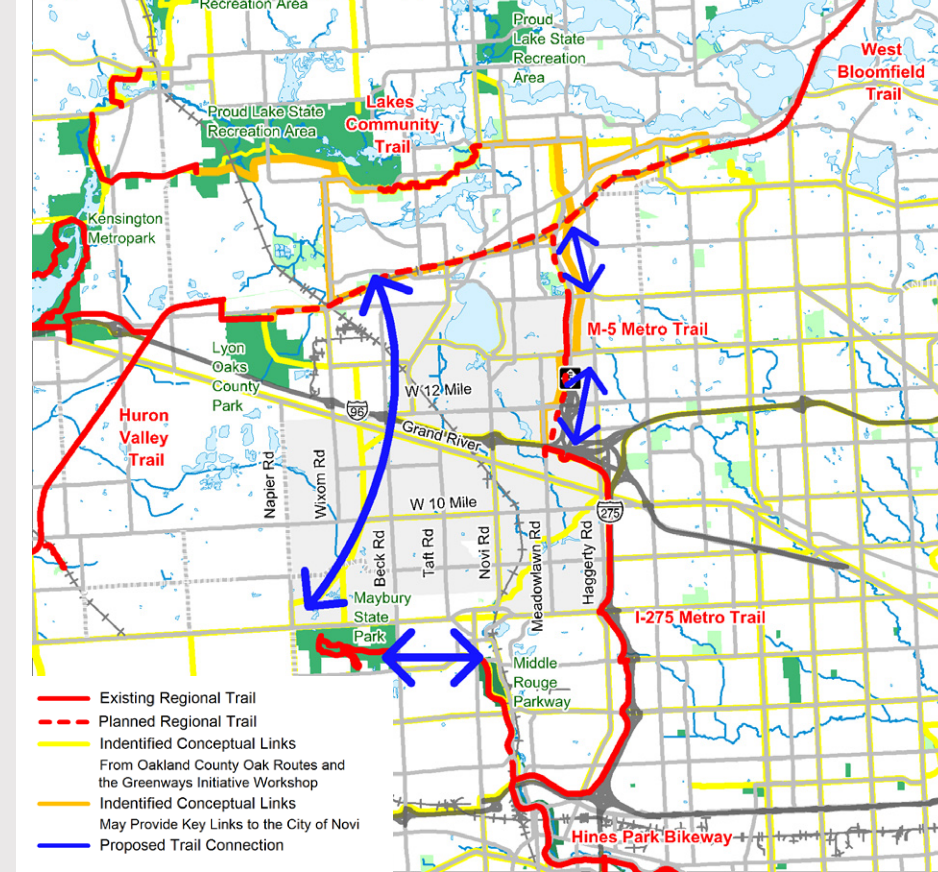 Recreation Area
Proud
Lake State
Recreation
Area
West
Bloomfield
Trail
Lakes
Community
Trail
Proud Lake State
Recreation Area
Kensington
Metropark
M-5 Metro Trail
Lyon
Oaks
County
Park
W 12 Mile
96
Grand River
Huron
Valley
Trail
Napier Rd
Wixom Rd
W 10 Mile
275
Beck Rd
Taft Rd
Novi Rd
Meadowlawn Rd
Haggerty Rd
Maybury
State
Park
I-275 Metro Trail
Middle
Rouge
Parkway
Existing Regional Trail
Planned Regional Trail
Indentified Conceptual Links
From Oakland County Oak Routes and
the Greenways Initiative Workshop
Indentified Conceptual Links
May Provide Key Links to the City of Novi
Proposed Trail Connection
Hines Park Bikeway